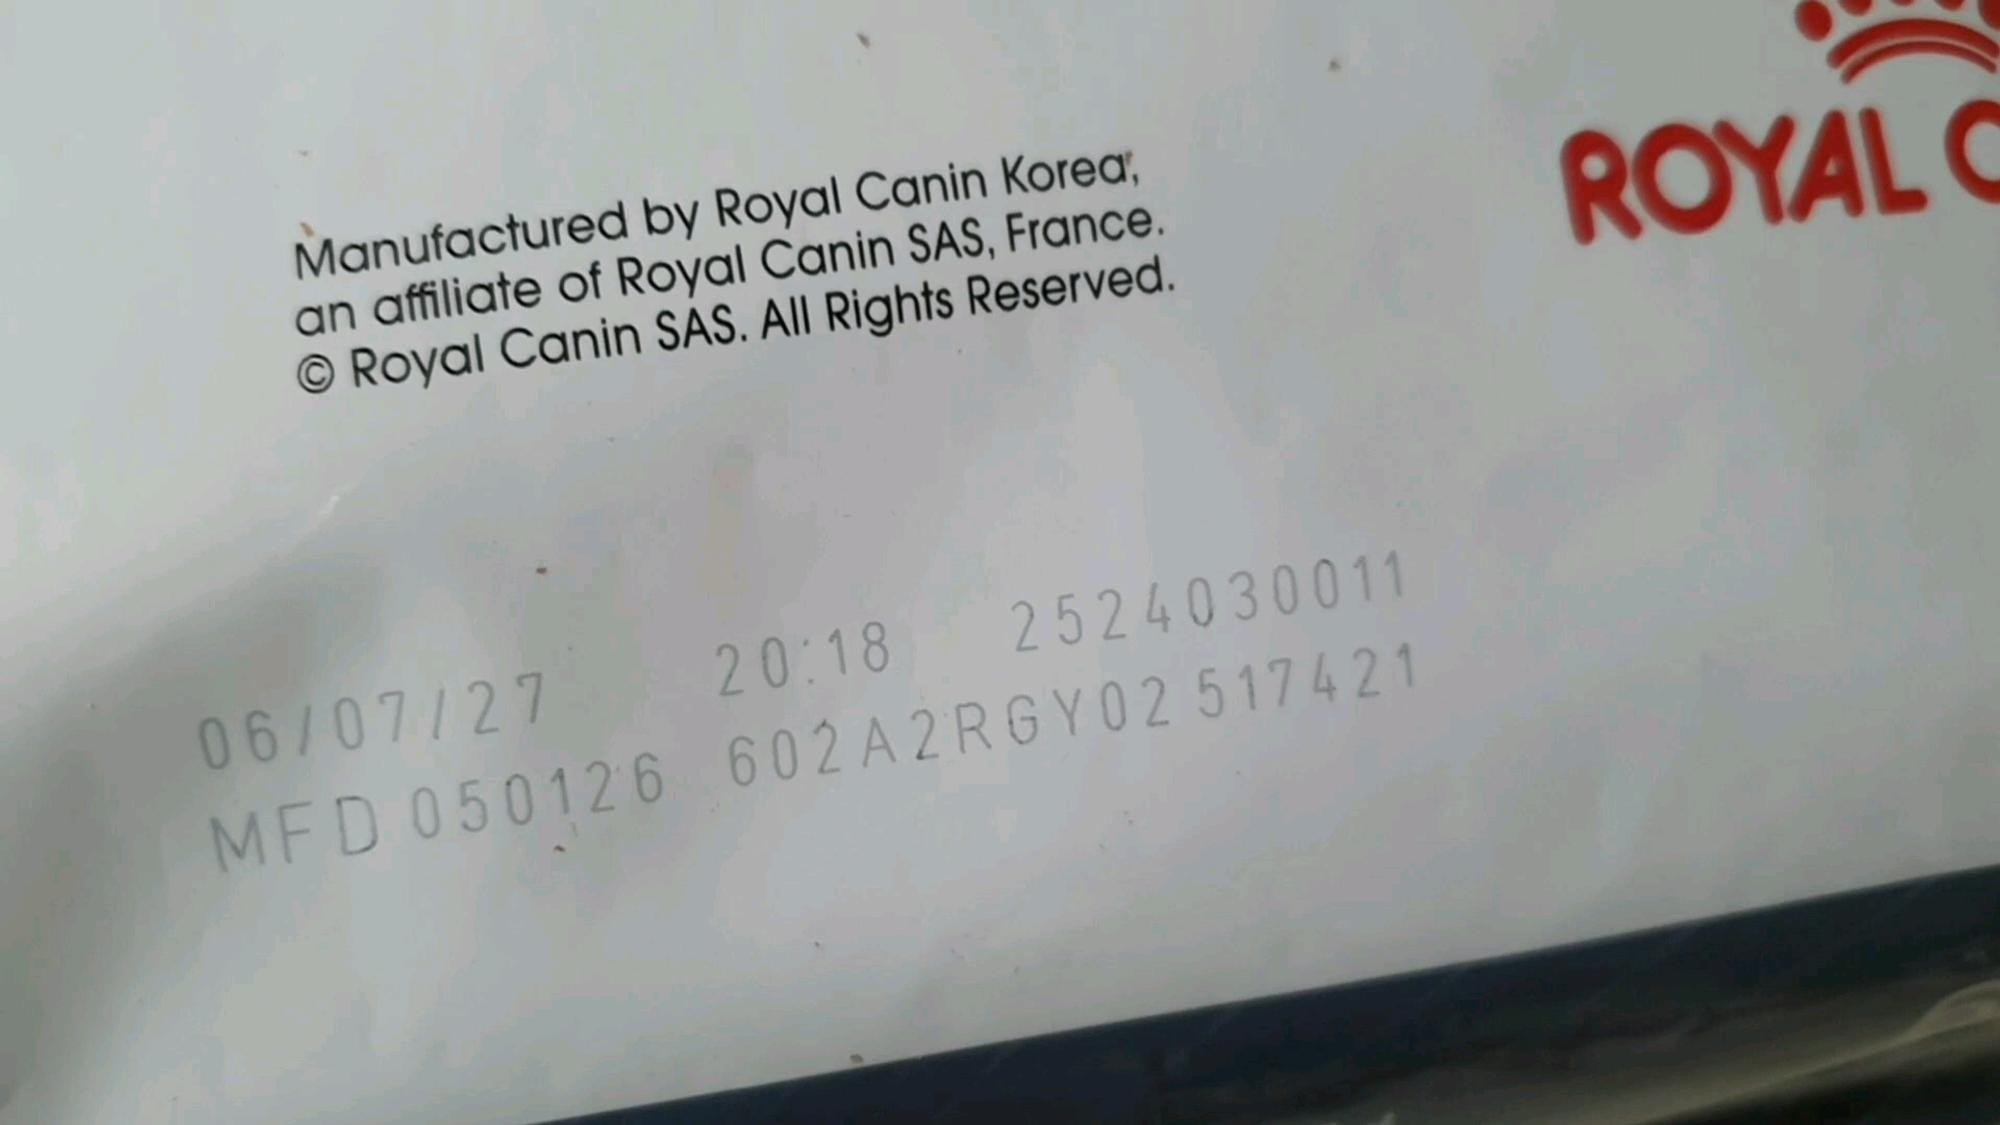 Manufactured by Royal Canin Korea,
an affiliate of Royal Canin SAS, France.
© Royal Canin SAS. All Rights Reserved.
ROYAL C
06/07/27 20:18 2524030011
MFD 050126 602A2RGY02 517421